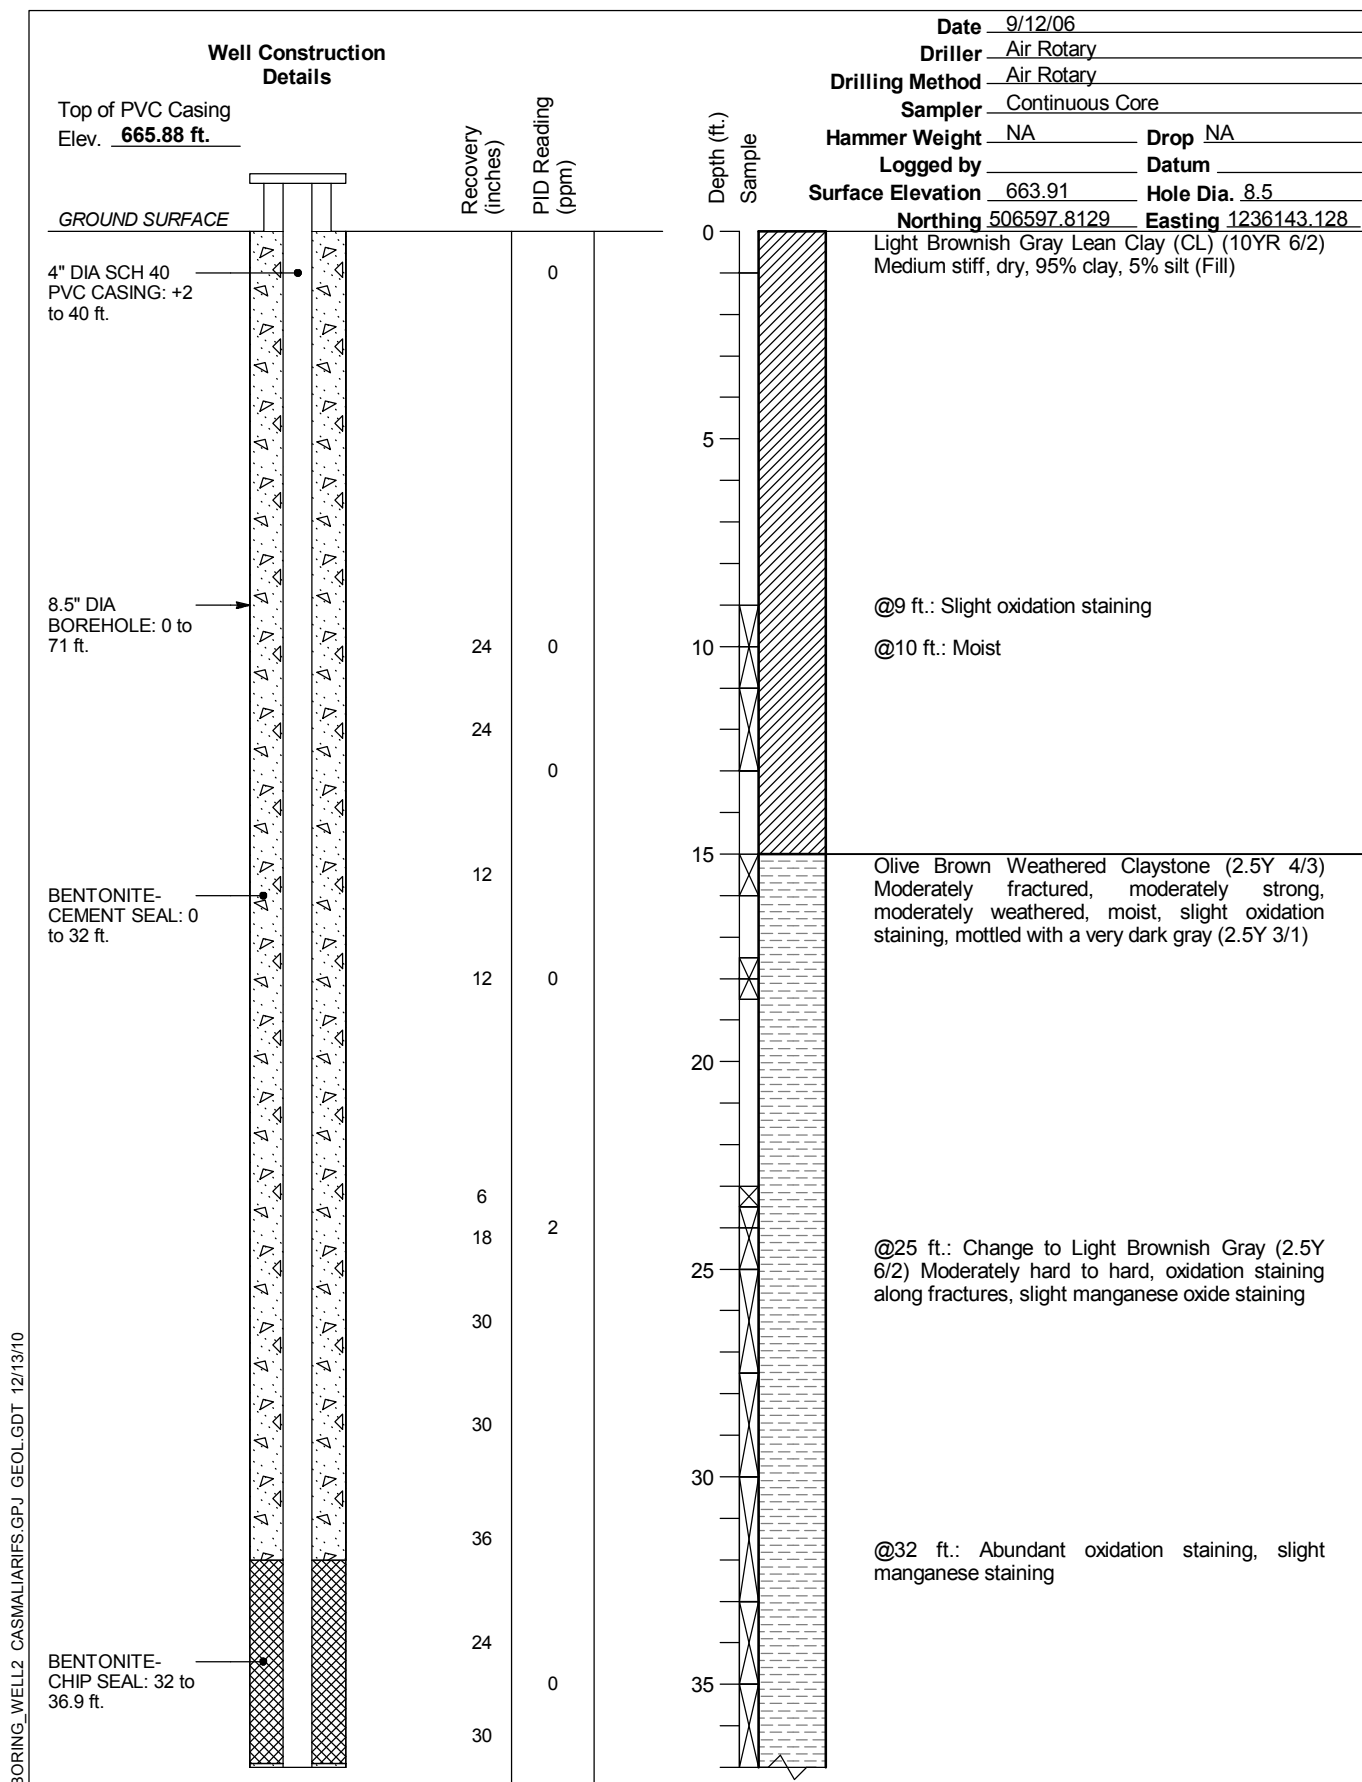 Well Construction
Details
Top of PVC Casing
Elev. 665.88 ft.
Recovery
(inches)
PID Reading
(ppm)
Depth (ft.)
Sample
Date 9/12/06
Driller Air Rotary
Drilling Method Air Rotary
Sampler Continuous Core
Hammer Weight NA Drop NA
Logged by Datum
Surface Elevation 663.91 Hole Dia. 8.5
Northing 506597.8129 Easting 1236143.128
GROUND SURFACE
0
Light Brownish Gray Lean Clay (CL) (10YR 6/2)
Medium stiff, dry, 95% clay, 5% silt (Fill)
4" DIA SCH 40
PVC CASING: +2
to 40 ft.
0
5
8.5" DIA
BOREHOLE: 0 to
71 ft.
@9 ft.: Slight oxidation staining
24 0
10
@10 ft.: Moist
24
0
15
Olive Brown Weathered Claystone (2.5Y 4/3)
Moderately fractured, moderately strong,
moderately weathered, moist, slight oxidation
staining, mottled with a very dark gray (2.5Y 3/1)
12
BENTONITE-
CEMENT SEAL: 0
to 32 ft.
12 0
20
6
18 2
25
@25 ft.: Change to Light Brownish Gray (2.5Y
6/2) Moderately hard to hard, oxidation staining
along fractures, slight manganese oxide staining
30
30
30
36
@32 ft.: Abundant oxidation staining, slight
manganese staining
24
BENTONITE-
CHIP SEAL: 32 to
36.9 ft.
0
35
30
BORING_WELL2 CASMALIARIFS.GPJ GEOL.GDT 12/13/10